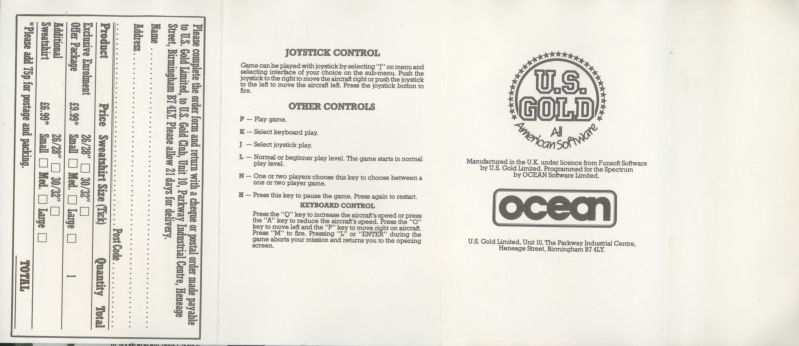 Please complete the order form and return with a cheque or postal order made payable
to U.S. Gold Limited, to U.S. Gold Club, Unit 10, Parkway Industrial Centre, Heneage
Street, Birmingham B7 4LY. Please allow 21 days for delivery.
Name
Address
Post Code
Product Price Sweatshirt Size (Tick) Quantity Total
Exclusive Enrolment 26/28" 30/32"
Offer Package £9.99* Small Med. Large 1
Additional 26/28" 30/32"
Sweatshirt £6.99* Small Med. Large
*Please add 75p for postage and packing. TOTAL
JOYSTICK CONTROL
Game can be played with joystick by selecting "J" on menu and
selecting interface of your choice on the sub-menu. Push the
joystick to the right to move the aircraft right or push the joystick
to the left to move the aircraft left. Press the joystick button to
fire.
OTHER CONTROLS
P — Play game.
K — Select keyboard play.
J — Select joystick play.
L — Normal or beginner play level. The game starts in normal
play level.
N — One or two players choose this key to choose between a
one or two player game.
H — Press this key to pause the game. Press again to restart.
KEYBOARD CONTROL
Press the "Q" key to increase the aircraft's speed or press
the "A" key to reduce the aircraft's speed. Press the "O"
key to move left and the "P" key to move right on aircraft.
Press "M" to fire. Pressing "L" or "ENTER" during the
game aborts your mission and returns you to the opening
screen.
U.S.
GOLD
All
American Software
Manufactured in the U.K. under licence from Funsoft Software
by U.S. Gold Limited. Programmed for the Spectrum
by OCEAN Software Limited.
ocean
U.S. Gold Limited, Unit 10, The Parkway Industrial Centre,
Heneage Street, Birmingham B7 4LY.